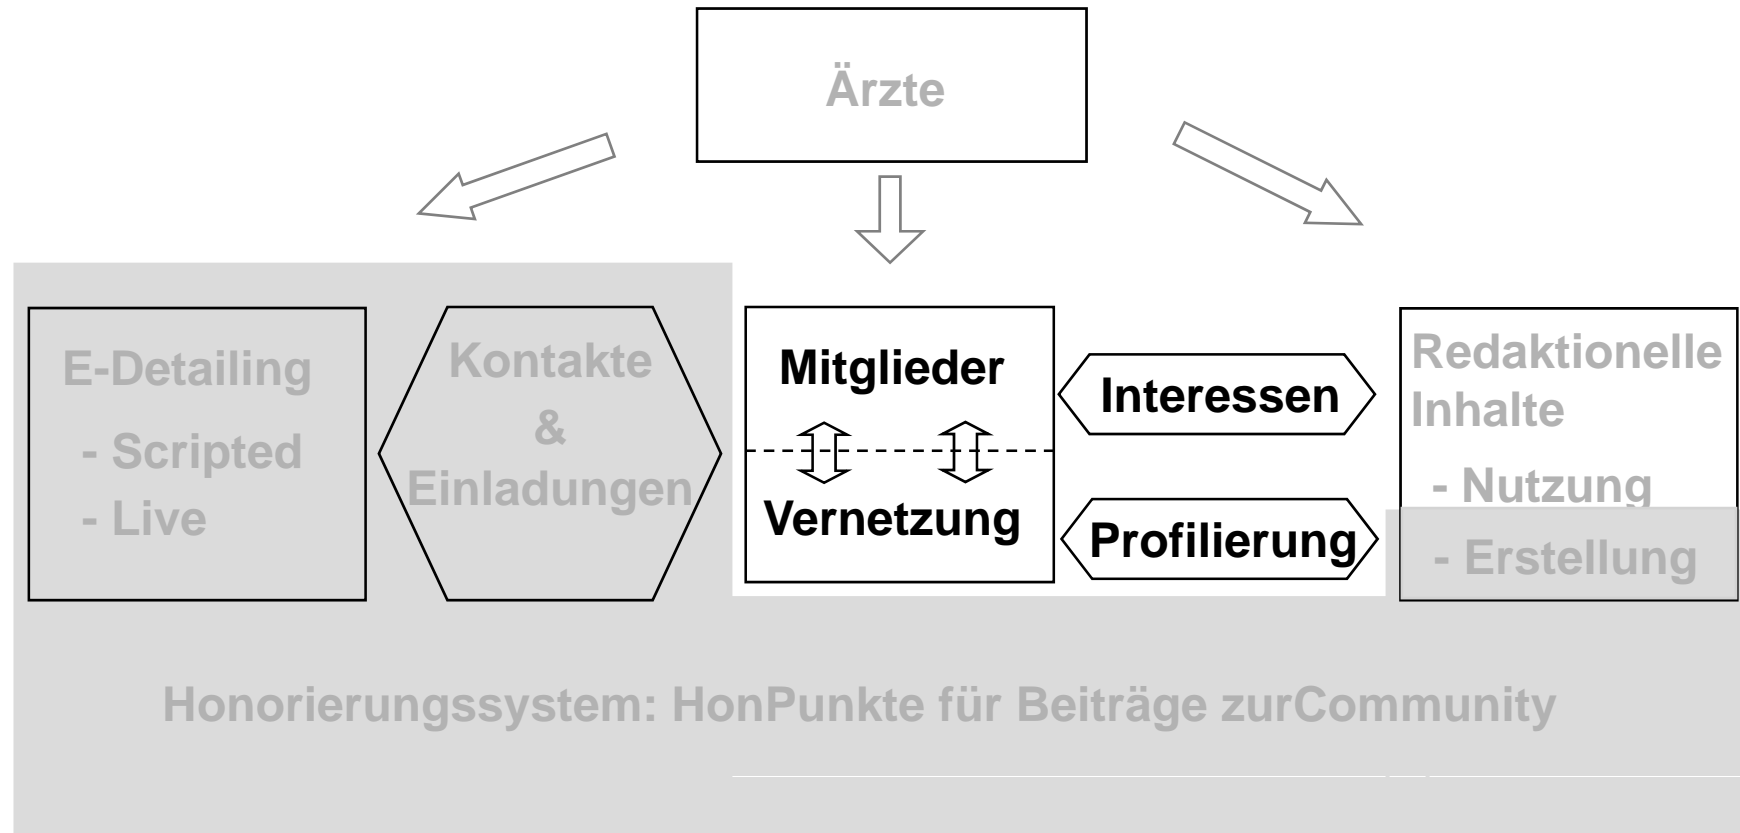 Ärzte
E-Detailing
- Scripted
- Live
Kontakte
&
Einladungen
Mitglieder
Vernetzung
Interessen
Profilierung
Redaktionelle
Inhalte
- Nutzung
- Erstellung
Honorierungssystem: HonPunkte für Beiträge zurCommunity